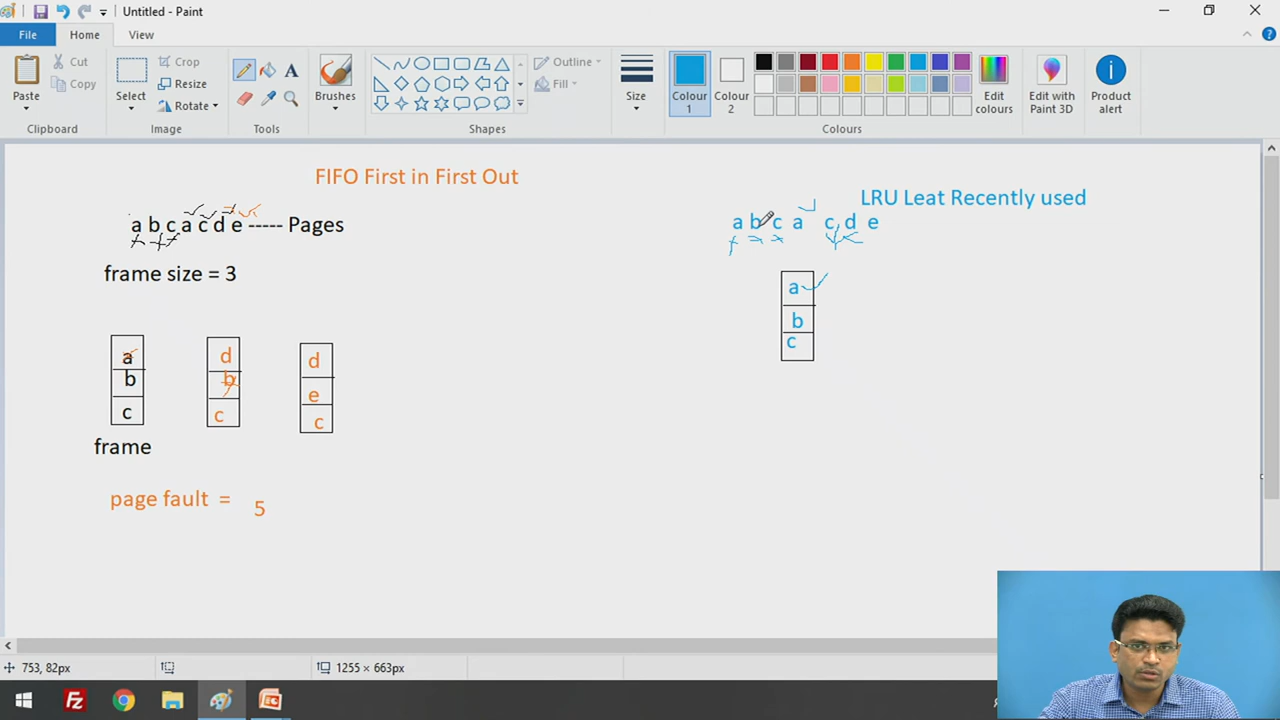 Untitled - Paint
File Home View
Paste
Cut
Copy
Clipboard
Select
Crop
Resize
Rotate
Image
A
Tools
Brushes
Shapes
Outline
Fill
Size
Colour 1
Colour 2
Colours
Edit colours
Edit with Paint 3D
Product alert
FIFO First in First Out
a b c a c d e ----- Pages
frame size = 3
a
b
c
d
b
c
d
e
c
frame
page fault = 5
LRU Leat Recently used
a b c a c, d e
a
b
c
753, 82px
1255 × 663px
Fz